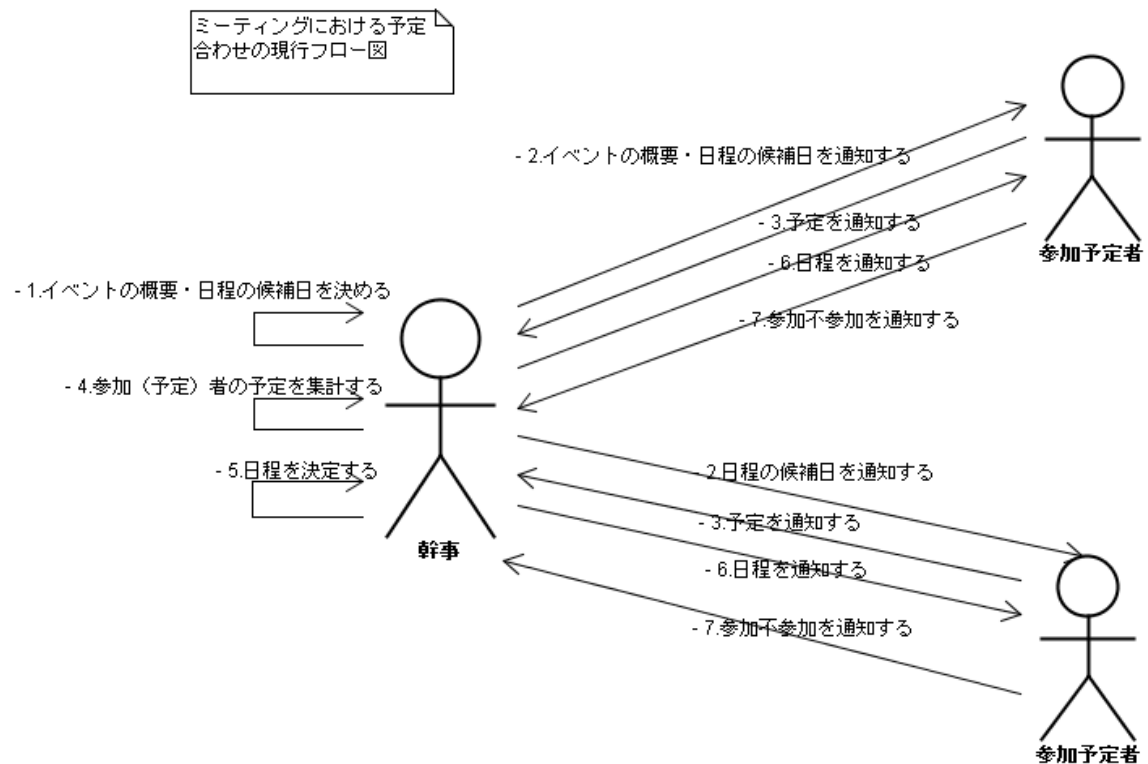 ミーティングにおける予定
合わせの現行フロー図
- 2.イベントの概要・日程の候補日を通知する
- 3.予定を通知する
参加予定者
- 6.日程を通知する
- 1.イベントの概要・日程の候補日を決める
- 7.参加不参加を通知する
- 4.参加（予定）者の予定を集計する
- 5.日程を決定する
- 2.日程の候補日を通知する
- 3.予定を通知する
幹事
- 6.日程を通知する
- 7.参加不参加を通知する
参加予定者